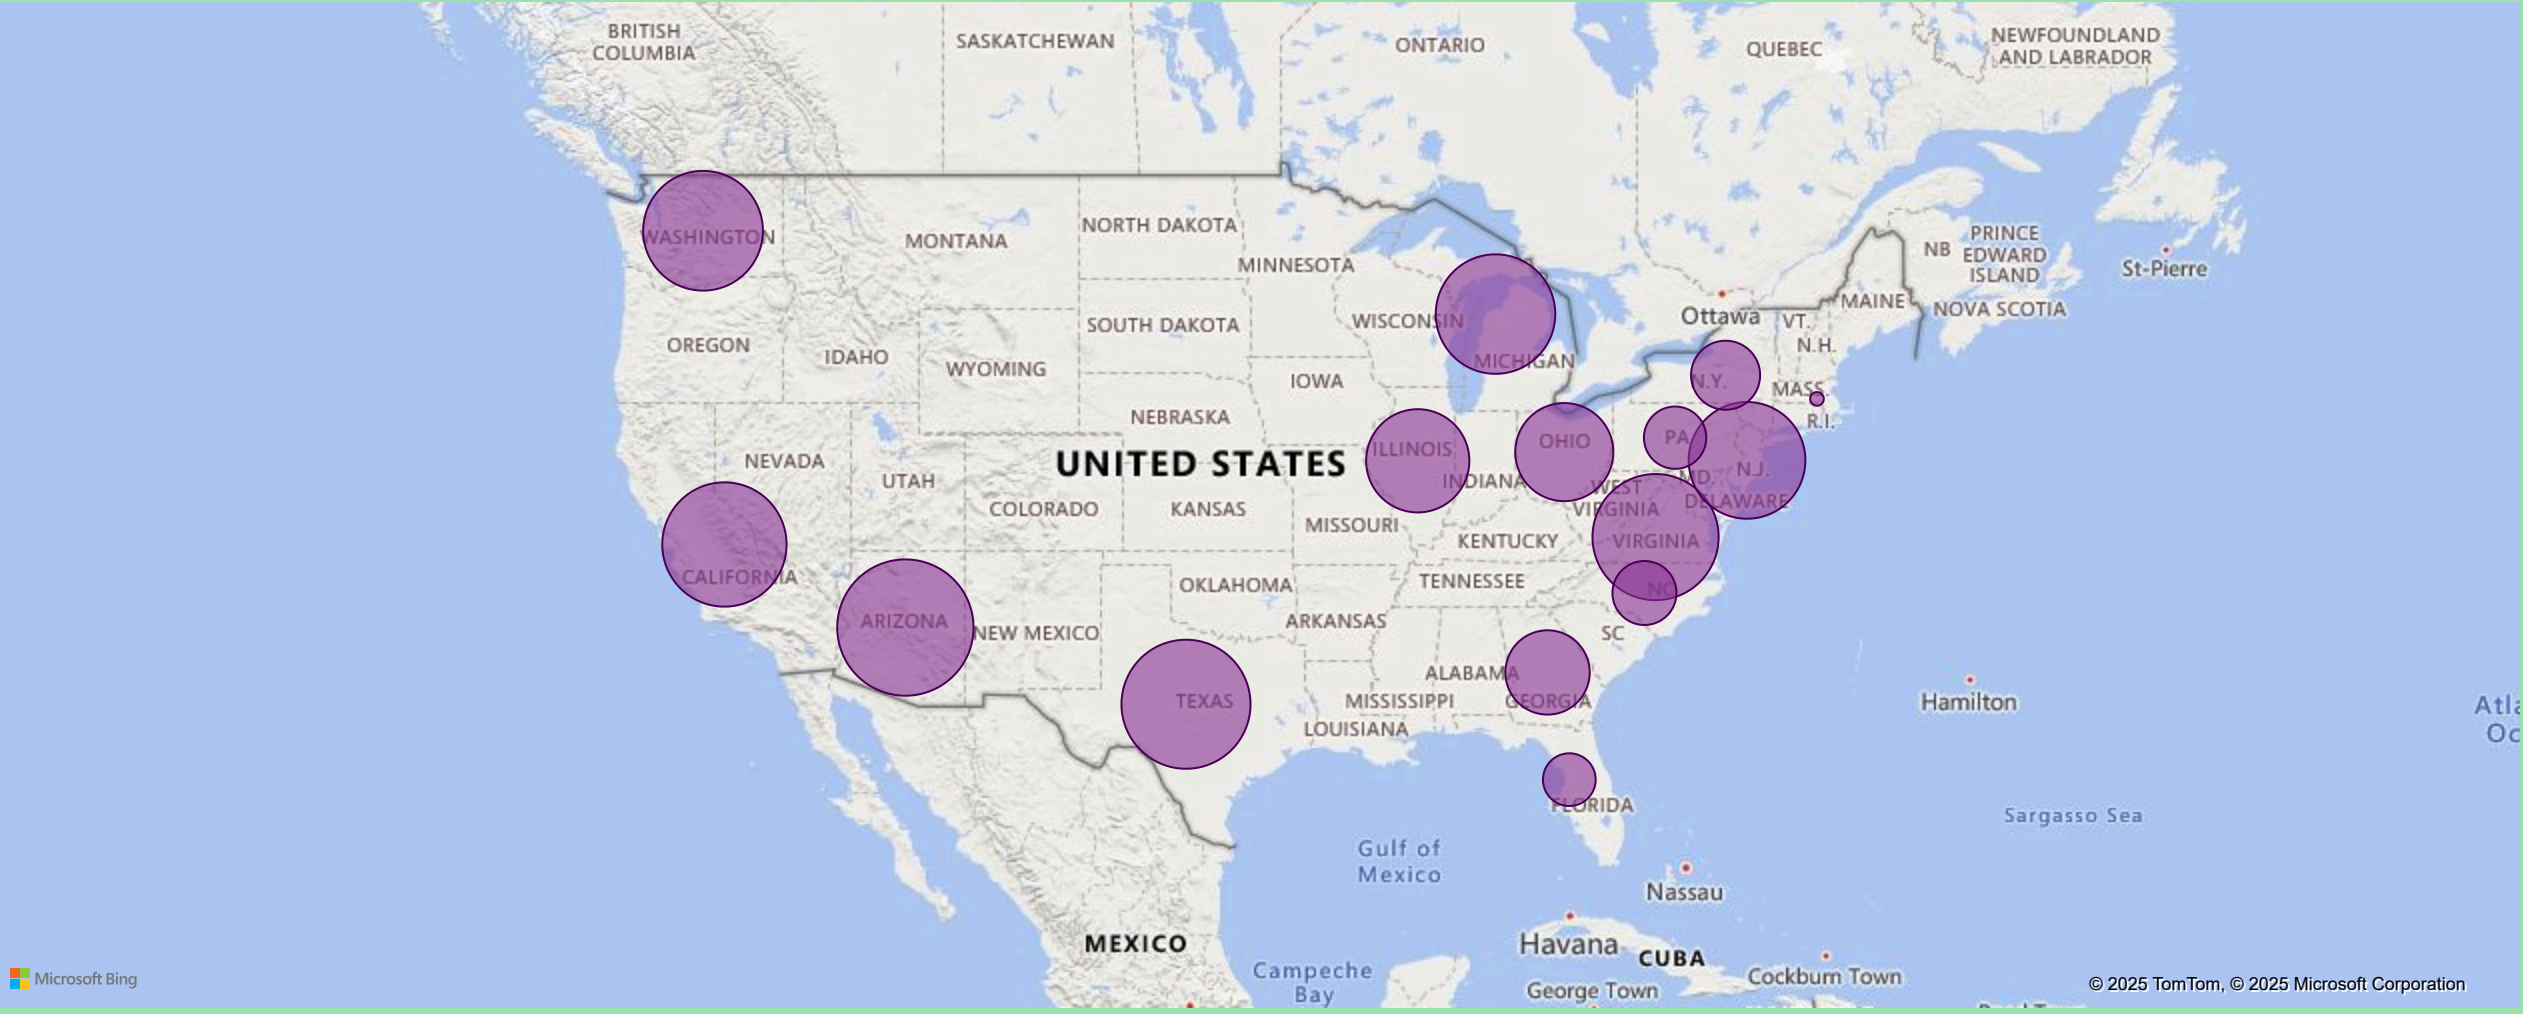 BRITISH
COLUMBIA
SASKATCHEWAN
ONTARIO
QUEBEC
NEWFOUNDLAND
AND LABRADOR
WASHINGTON
MONTANA
NORTH DAKOTA
MINNESOTA
NB
PRINCE
EDWARD
ISLAND
St-Pierre
OREGON
IDAHO
WYOMING
SOUTH DAKOTA
WISCONSIN
MICHIGAN
Ottawa
VT.
N.H.
MAINE
NOVA SCOTIA
IOWA
NEBRASKA
N.Y.
MASS.
R.I.
NEVADA
UTAH
UNITED STATES
ILLINOIS
INDIANA
OHIO
PA
N.J.
MD.
DELAWARE
COLORADO
KANSAS
MISSOURI
WEST
VIRGINIA
KENTUCKY
VIRGINIA
CALIFORNIA
ARIZONA
NEW MEXICO
OKLAHOMA
TENNESSEE
NC
ARKANSAS
SC
TEXAS
ALABAMA
MISSISSIPPI
GEORGIA
LOUISIANA
Hamilton
FLORIDA
Sargasso Sea
Gulf of
Mexico
Nassau
MEXICO
Havana
CUBA
Campeche
Bay
George Town
Cockburn Town
Microsoft Bing
© 2025 TomTom, © 2025 Microsoft Corporation